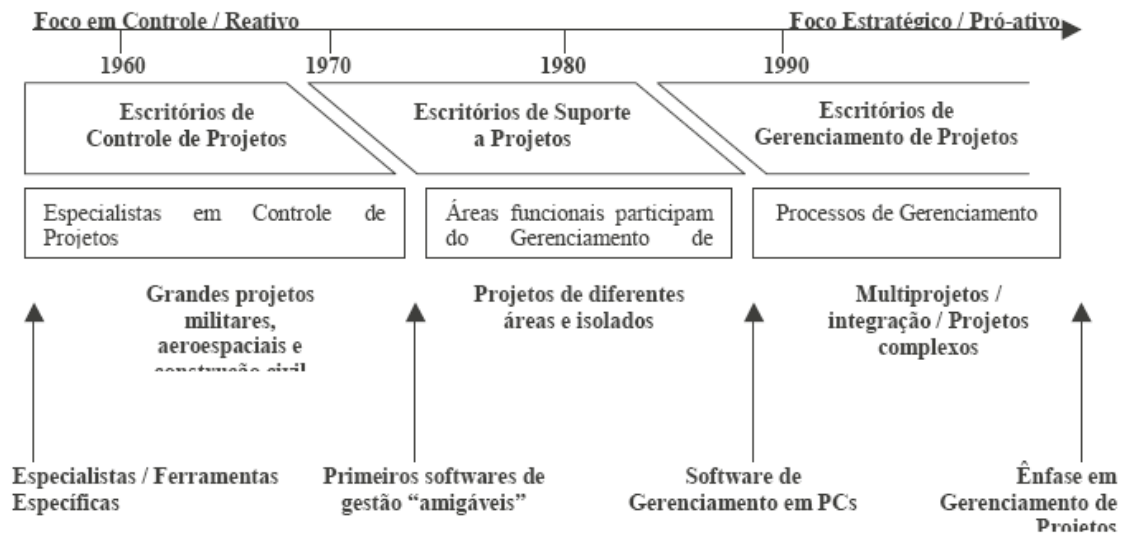 Foco em Controle / Reativo
Foco Estratégico / Pró-ativo
1960
1970
1980
1990
Escritórios de
Controle de Projetos
Escritórios de Suporte
a Projetos
Escritórios de
Gerenciamento de Projetos
Especialistas em Controle de
Projetos
Áreas funcionais participam
do Gerenciamento de
Processos de Gerenciamento
Grandes projetos
militares,
aeroespaciais e
construção civil
Projetos de diferentes
áreas e isolados
Multiprojetos /
integração / Projetos
complexos
Especialistas / Ferramentas
Específicas
Primeiros softwares de
gestão “amigáveis”
Software de
Gerenciamento em PCs
Ênfase em
Gerenciamento de
Projetos